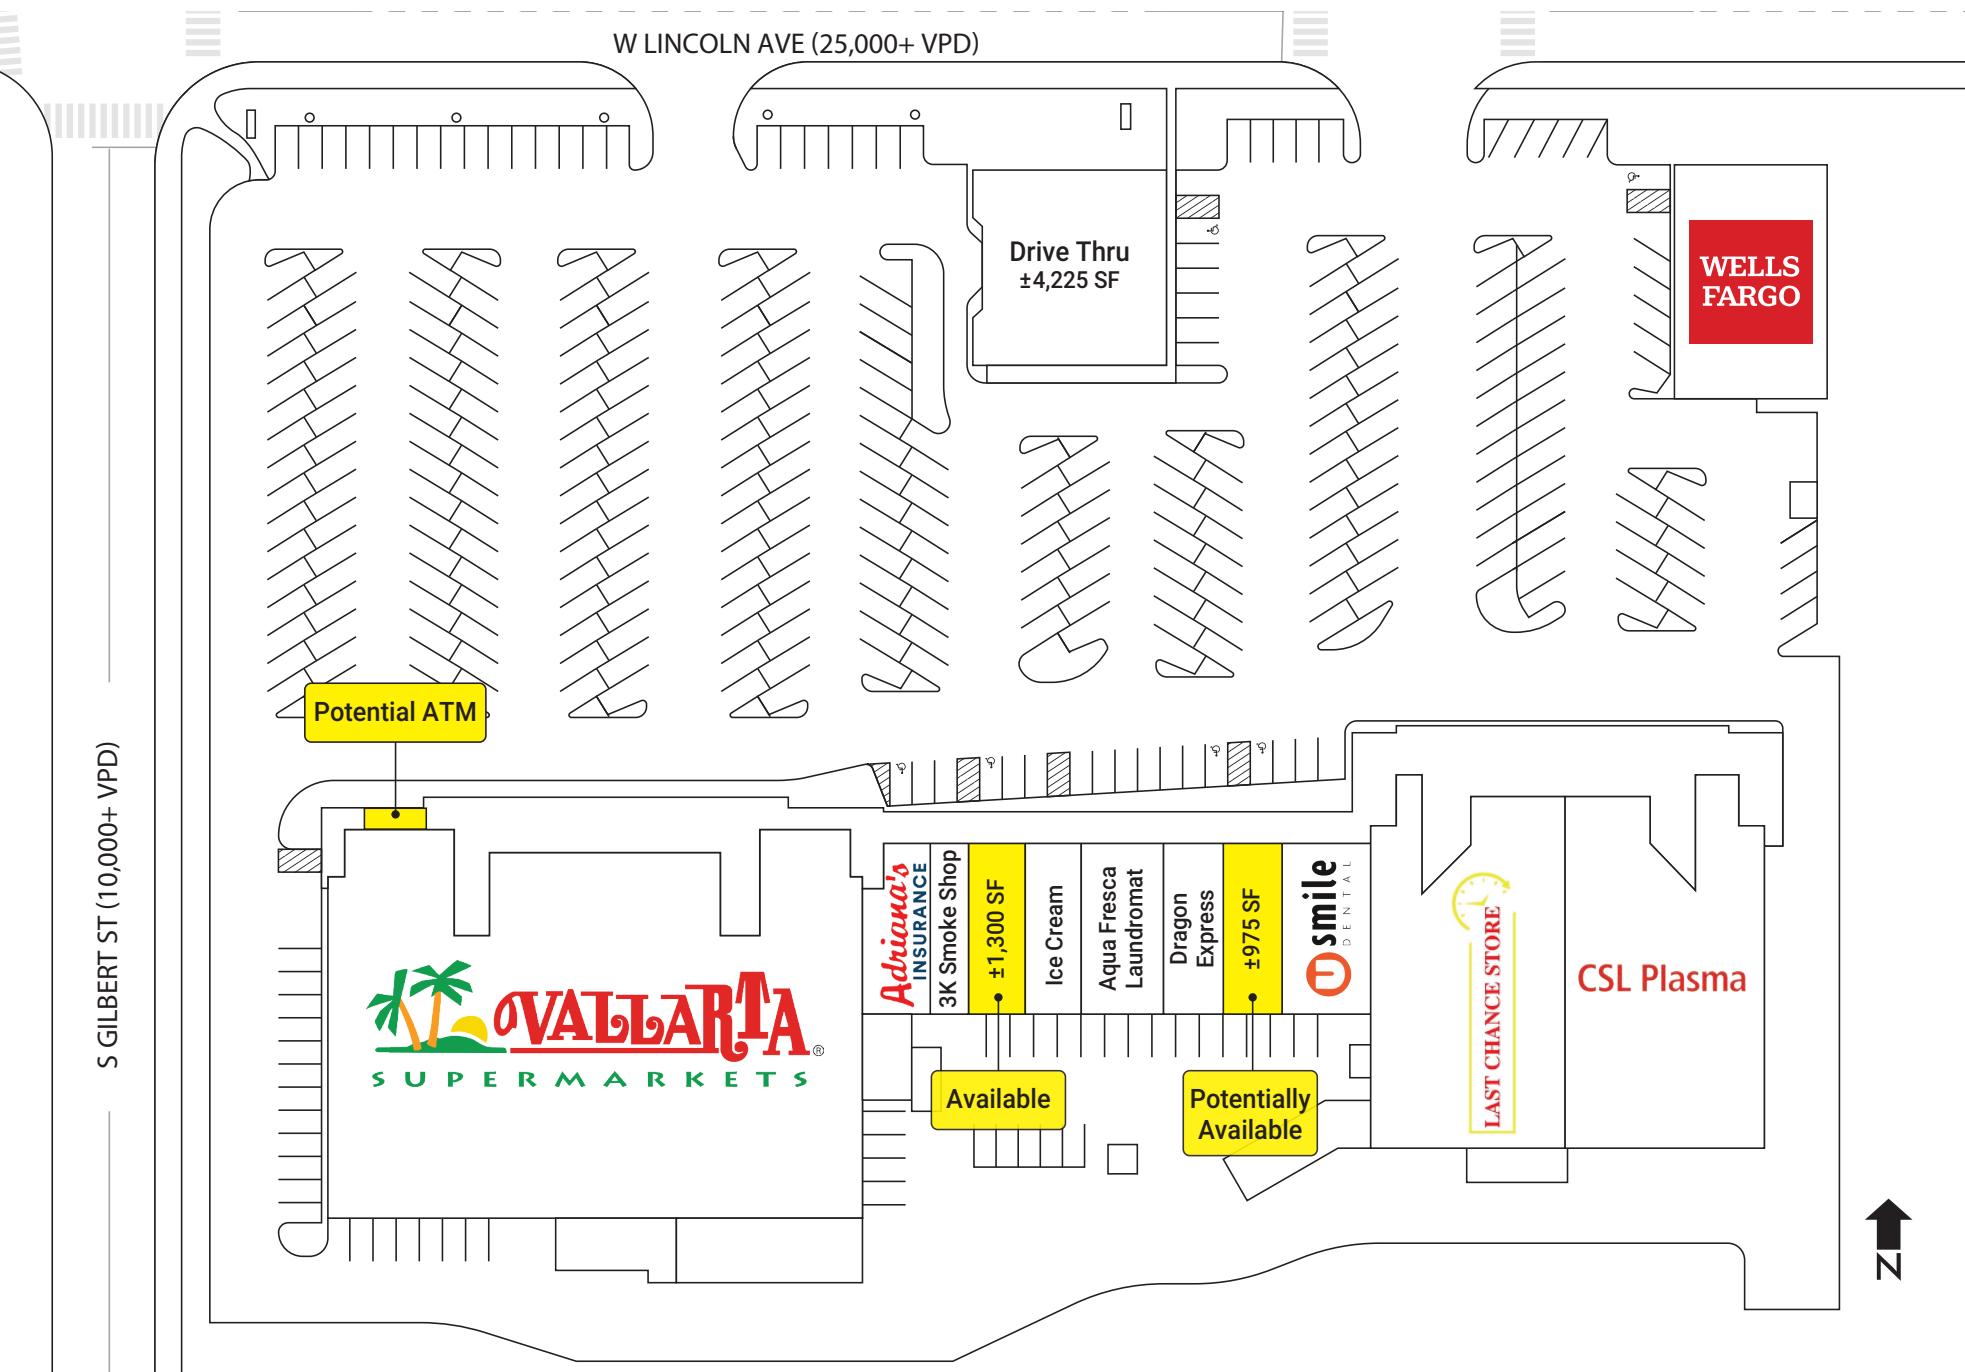 W LINCOLN AVE (25,000+ VPD)
Drive Thru
±4,225 SF
WELLS
FARGO
Potential ATM
S GILBERT ST (10,000+ VPD)
Adriana's
INSURANCE
3K Smoke Shop
±1,300 SF
Ice Cream
Aqua Fresca
Laundromat
Dragon
Express
±975 SF
U smile
DENTAL
LAST CHANCE STORE
CSL Plasma
VALLARTA®
SUPERMARKETS
Available
Potentially
Available
N